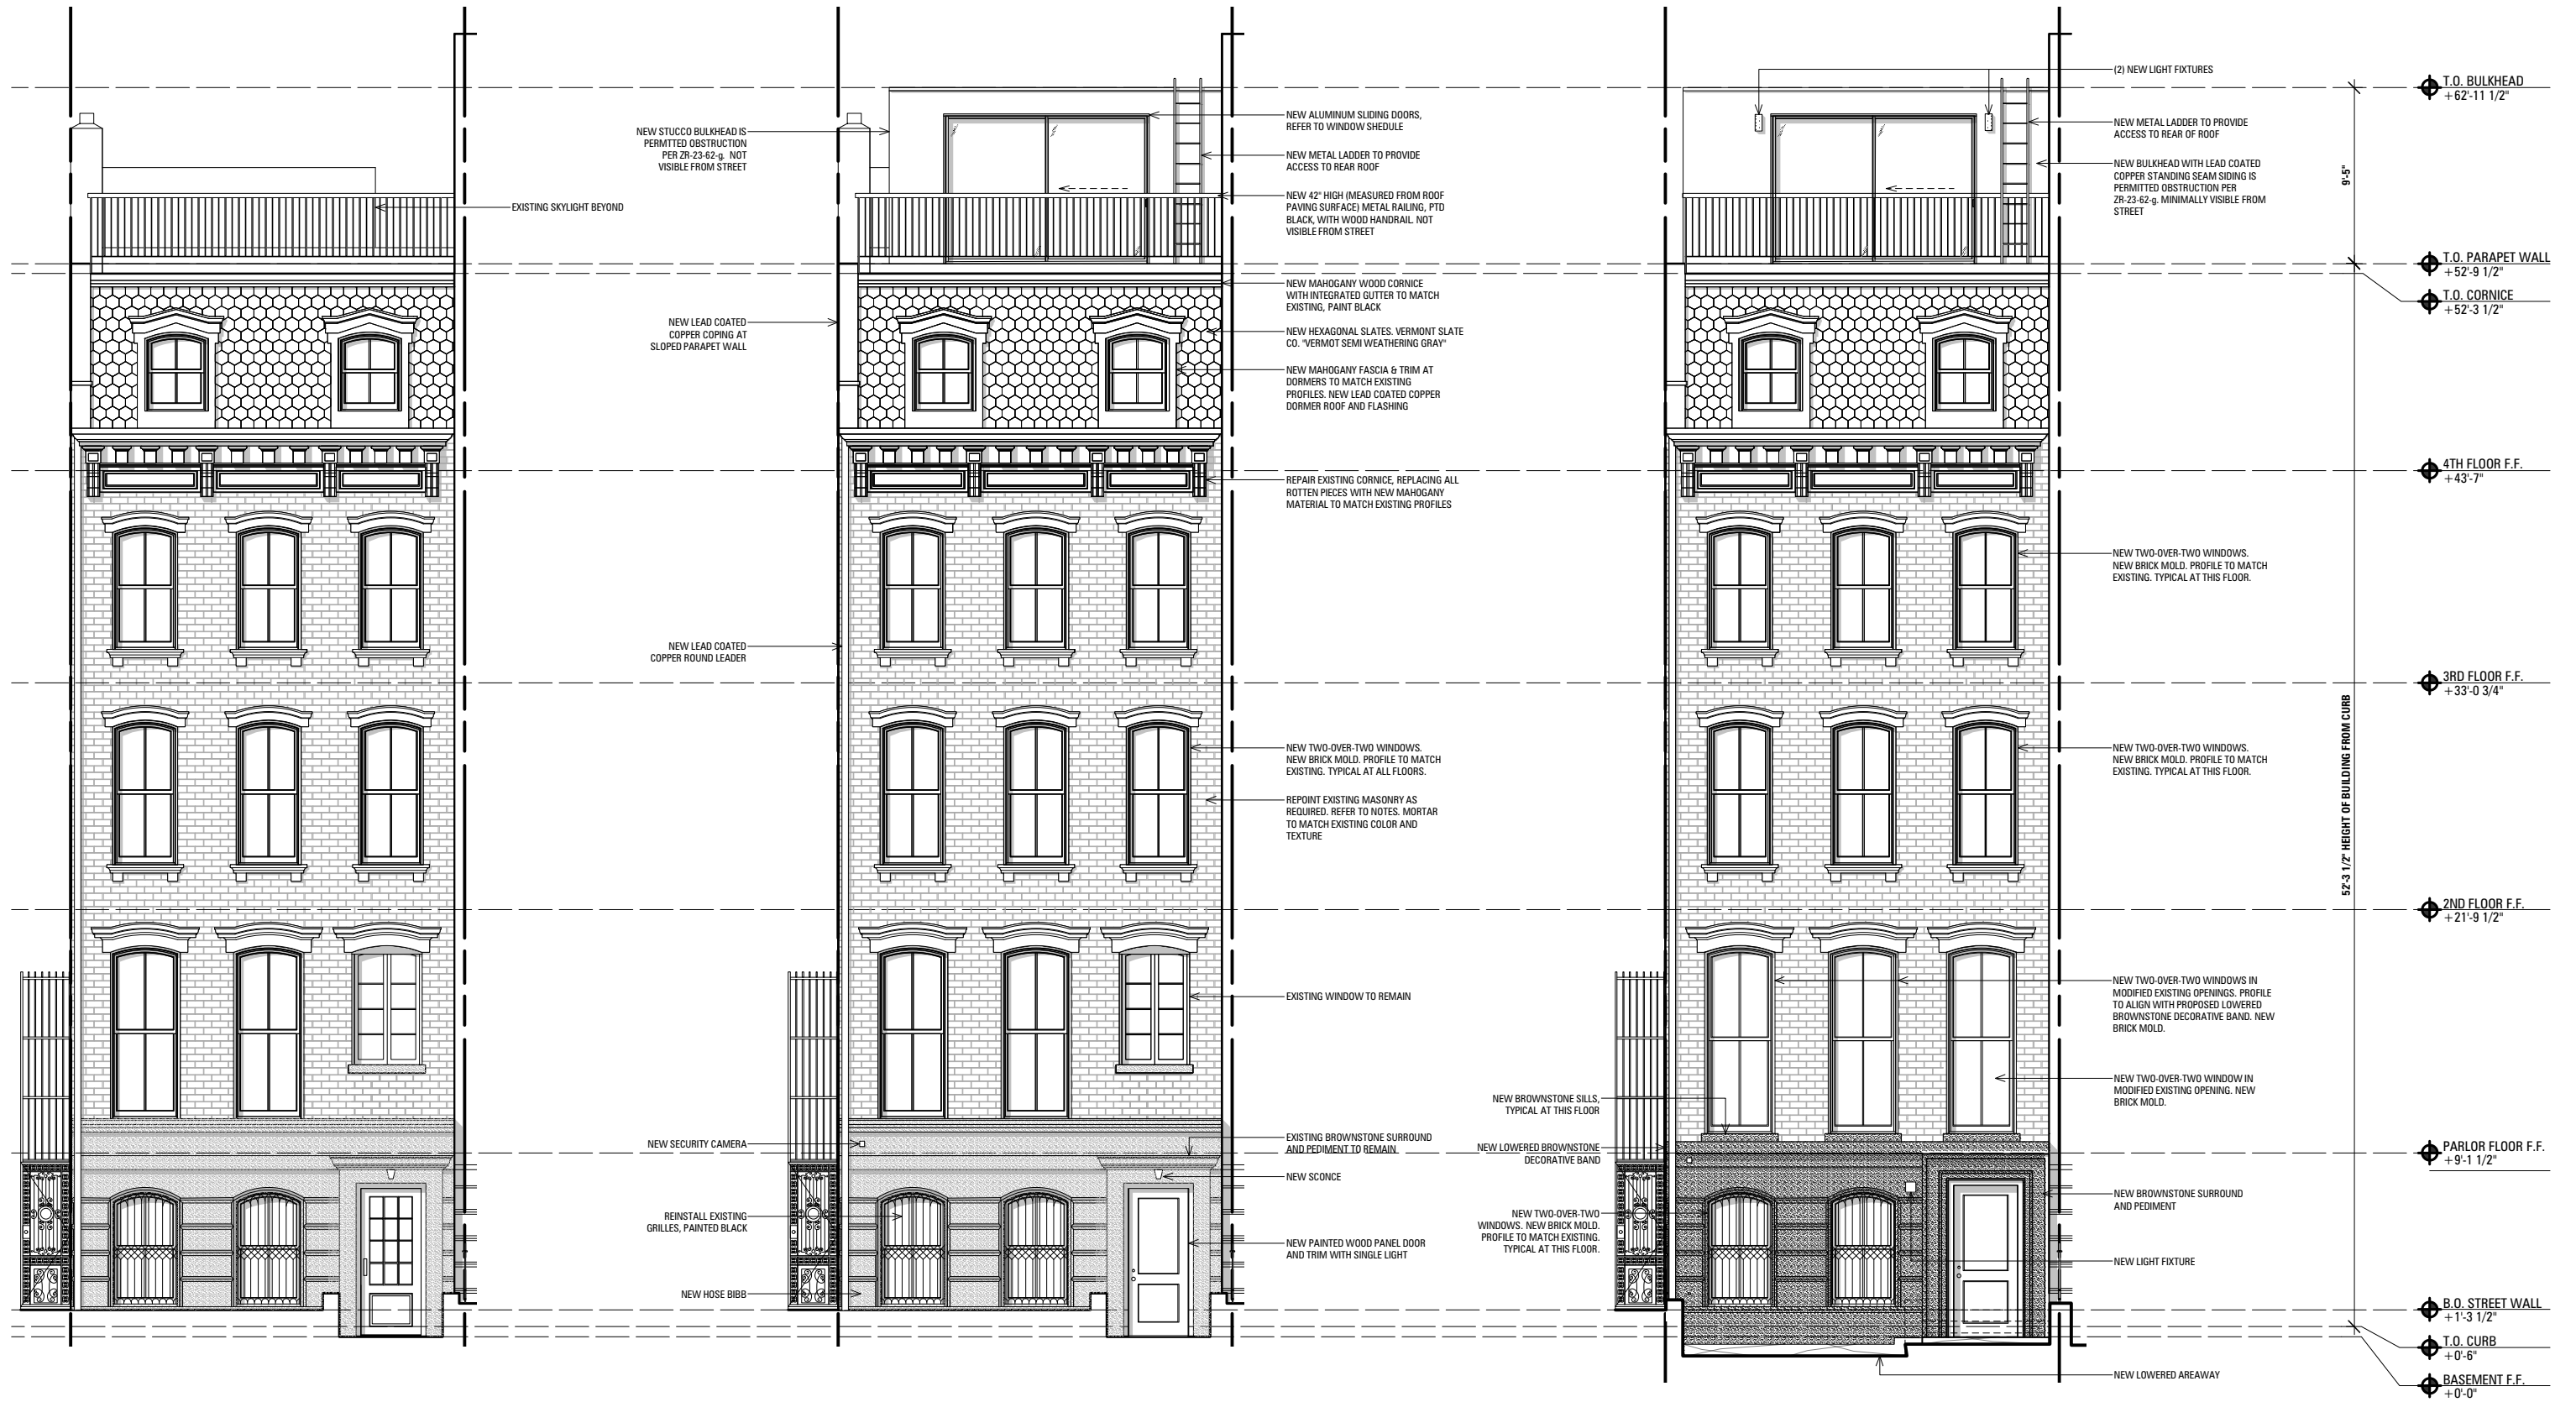 EXISTING SKYLIGHT BEYOND
NEW STUCCO BULKHEAD IS
PERMTTED OBSTRUCTION
PER ZR-23-62-g. NOT
VISIBLE FROM STREET
NEW LEAD COATED
COPPER COPING AT
SLOPED PARAPET WALL
NEW LEAD COATED
COPPER ROUND LEADER
NEW SECURITY CAMERA
REINSTALL EXISTING
GRILLES, PAINTED BLACK
NEW HOSE BIBB
NEW ALUMINUM SLIDING DOORS,
REFER TO WINDOW SHEDULE
NEW METAL LADDER TO PROVIDE
ACCESS TO REAR ROOF
NEW 42" HIGH (MEASURED FROM ROOF
PAVING SURFACE) METAL RAILING, PTD
BLACK, WITH WOOD HANDRAIL. NOT
VISIBLE FROM STREET
NEW MAHOGANY WOOD CORNICE
WITH INTEGRATED GUTTER TO MATCH
EXISTING, PAINT BLACK
NEW HEXAGONAL SLATES. VERMONT SLATE
CO. "VERMOT SEMI WEATHERING GRAY"
NEW MAHOGANY FASCIA & TRIM AT
DORMERS TO MATCH EXISTING
PROFILES. NEW LEAD COATED COPPER
DORMER ROOF AND FLASHING
REPAIR EXISTING CORNICE, REPLACING ALL
ROTTEN PIECES WITH NEW MAHOGANY
MATERIAL TO MATCH EXISTING PROFILES
NEW TWO-OVER-TWO WINDOWS.
NEW BRICK MOLD. PROFILE TO MATCH
EXISTING. TYPICAL AT ALL FLOORS.
REPOINT EXISTING MASONRY AS
REQUIRED. REFER TO NOTES. MORTAR
TO MATCH EXISTING COLOR AND
TEXTURE
EXISTING WINDOW TO REMAIN
EXISTING BROWNSTONE SURROUND
AND PEDIMENT TO REMAIN
NEW SCONCE
NEW PAINTED WOOD PANEL DOOR
AND TRIM WITH SINGLE LIGHT
NEW BROWNSTONE SILLS,
TYPICAL AT THIS FLOOR
NEW LOWERED BROWNSTONE
DECORATIVE BAND
NEW TWO-OVER-TWO
WINDOWS. NEW BRICK MOLD.
PROFILE TO MATCH EXISTING.
TYPICAL AT THIS FLOOR.
(2) NEW LIGHT FIXTURES
NEW METAL LADDER TO PROVIDE
ACCESS TO REAR OF ROOF
NEW BULKHEAD WITH LEAD COATED
COPPER STANDING SEAM SIDING IS
PERMITTED OBSTRUCTION PER
ZR-23-62-g. MINIMALLY VISIBLE FROM
STREET
NEW TWO-OVER-TWO WINDOWS.
NEW BRICK MOLD. PROFILE TO MATCH
EXISTING. TYPICAL AT THIS FLOOR.
NEW TWO-OVER-TWO WINDOWS.
NEW BRICK MOLD. PROFILE TO MATCH
EXISTING. TYPICAL AT THIS FLOOR.
NEW TWO-OVER-TWO WINDOWS IN
MODIFIED EXISTING OPENINGS. PROFILE
TO ALIGN WITH PROPOSED LOWERED
BROWNSTONE DECORATIVE BAND. NEW
BRICK MOLD.
NEW TWO-OVER-TWO WINDOW IN
MODIFIED EXISTING OPENING. NEW
BRICK MOLD.
NEW BROWNSTONE SURROUND
AND PEDIMENT
NEW LIGHT FIXTURE
NEW LOWERED AREAWAY
9'-5"
52'-3 1/2" HEIGHT OF BUILDING FROM CURB
T.O. BULKHEAD
+62'-11 1/2"
T.O. PARAPET WALL
+52'-9 1/2"
T.O. CORNICE
+52'-3 1/2"
4TH FLOOR F.F.
+43'-7"
3RD FLOOR F.F.
+33'-0 3/4"
2ND FLOOR F.F.
+21'-9 1/2"
PARLOR FLOOR F.F.
+9'-1 1/2"
B.O. STREET WALL
+1'-3 1/2"
T.O. CURB
+0'-6"
BASEMENT F.F.
+0'-0"